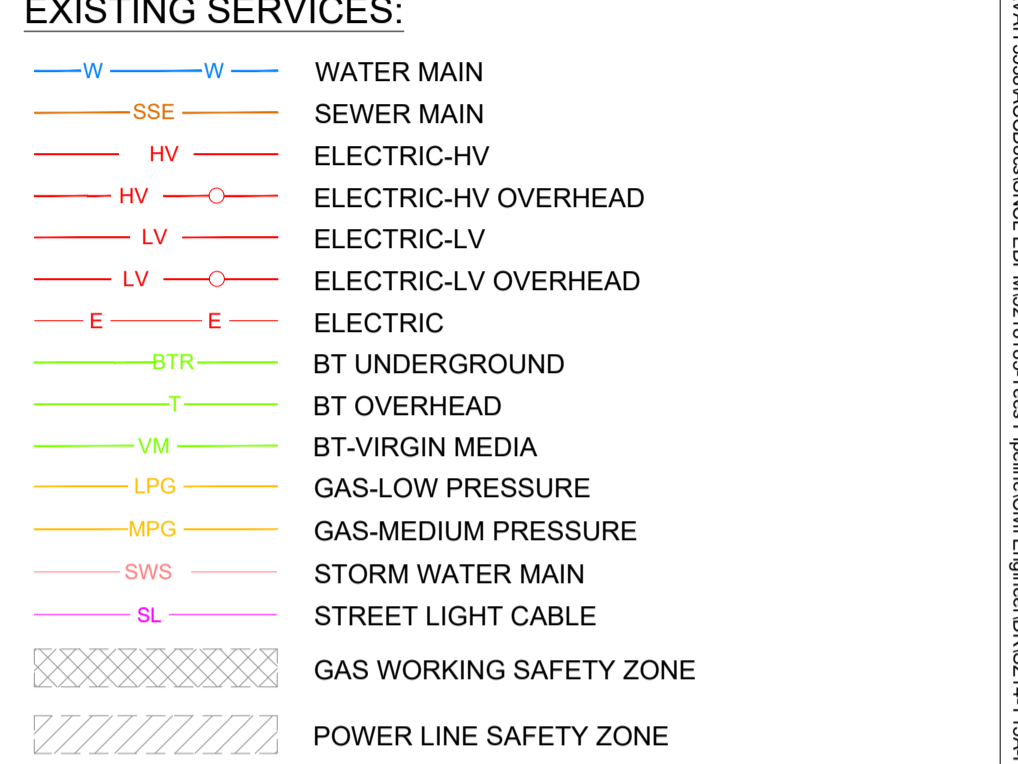 EXISTING SERVICES:
W W WATER MAIN
SSE SEWER MAIN
HV ELECTRIC-HV
HV ELECTRIC-HV OVERHEAD
LV ELECTRIC-LV
LV ELECTRIC-LV OVERHEAD
E E ELECTRIC
BTR BT UNDERGROUND
T BT OVERHEAD
VM BT-VIRGIN MEDIA
LPG GAS-LOW PRESSURE
MPG GAS-MEDIUM PRESSURE
SWS STORM WATER MAIN
SL STREET LIGHT CABLE
GAS WORKING SAFETY ZONE
POWER LINE SAFETY ZONE